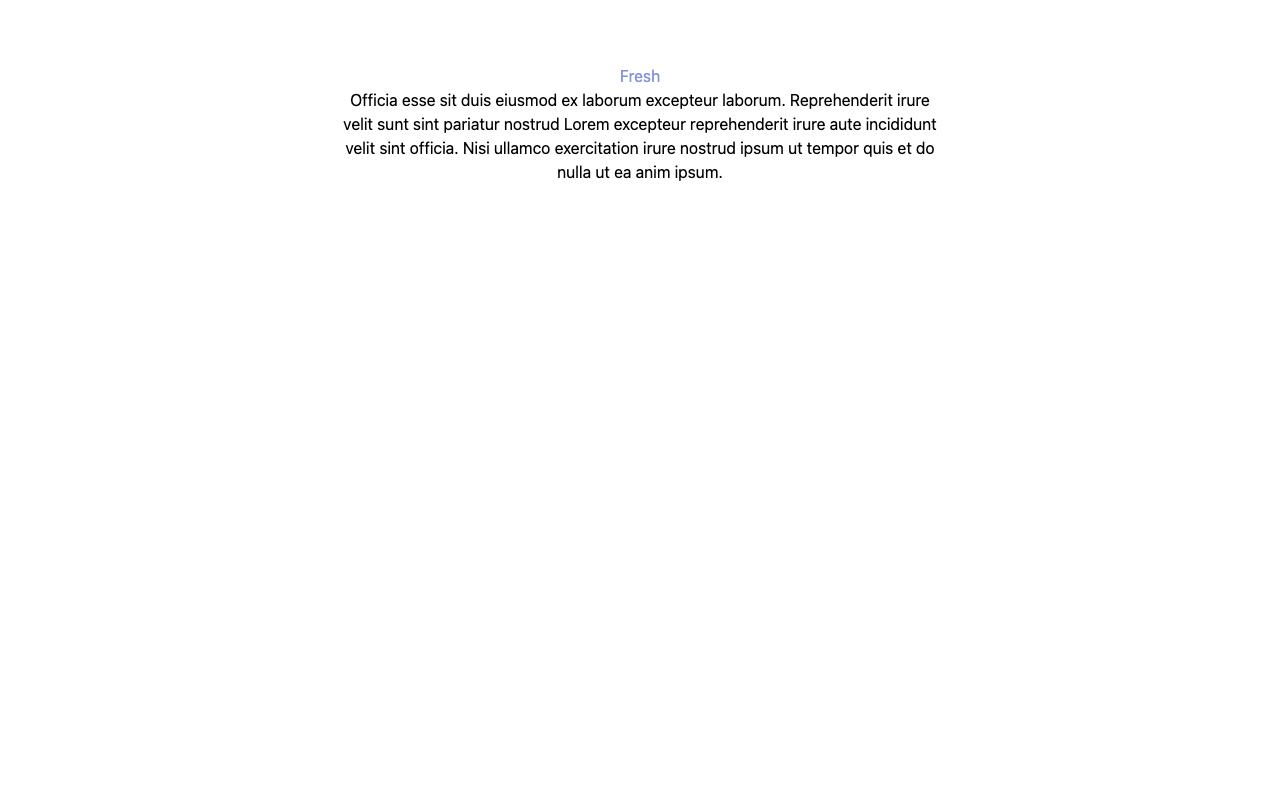 Fresh
Officia esse sit duis eiusmod ex laborum excepteur laborum. Reprehenderit irure
velit sunt sint pariatur nostrud Lorem excepteur reprehenderit irure aute incididunt
velit sint officia. Nisi ullamco exercitation irure nostrud ipsum ut tempor quis et do
nulla ut ea anim ipsum.